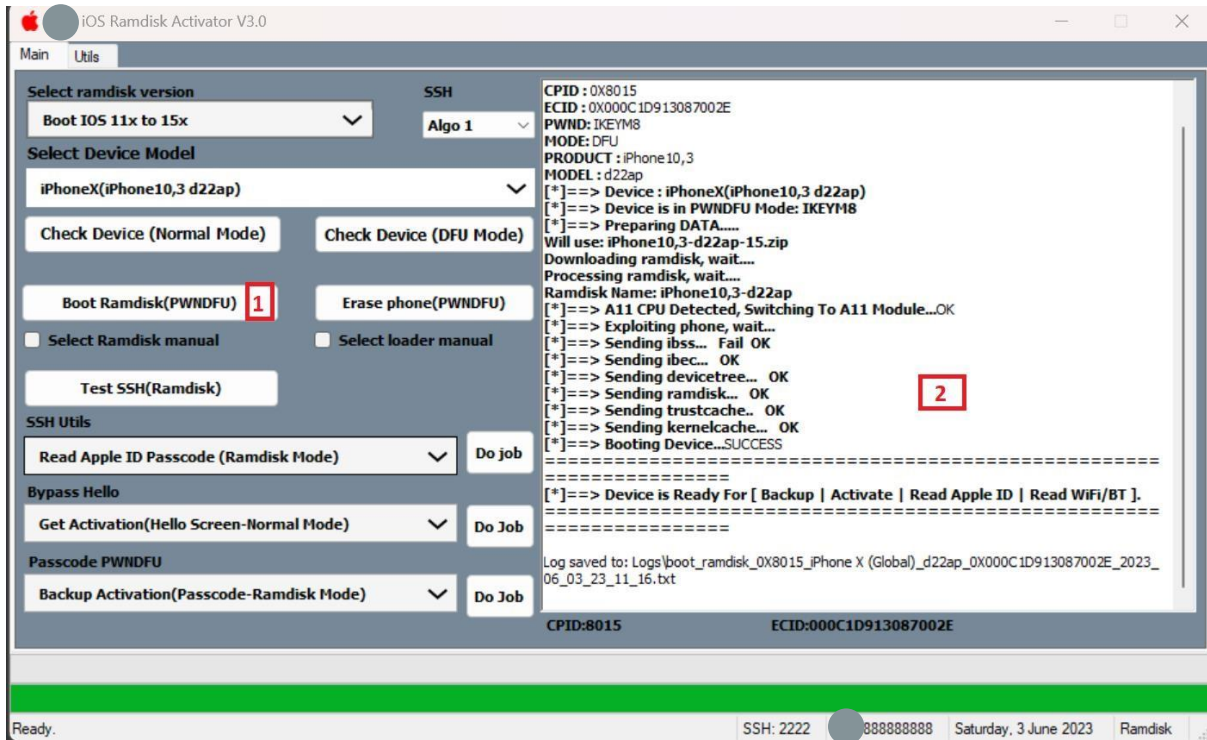 iOS Ramdisk Activator V3.0
Main Utils
Select ramdisk version SSH
Boot IOS 11x to 15x Algo 1
Select Device Model
iPhoneX(iPhone10,3 d22ap)
Check Device (Normal Mode) Check Device (DFU Mode)
Boot Ramdisk(PWNDFU) 1 Erase phone(PWNDFU)
Select Ramdisk manual Select loader manual
Test SSH(Ramdisk)
SSH Utils
Read Apple ID Passcode (Ramdisk Mode) Do job
Bypass Hello
Get Activation(Hello Screen-Normal Mode) Do Job
Passcode PWNDFU
Backup Activation(Passcode-Ramdisk Mode) Do Job
CPID : 0X8015
ECID : 0X000C1D913087002E
PWND: IKEYM8
MODE: DFU
PRODUCT : iPhone10,3
MODEL : d22ap
[*]==> Device : iPhoneX(iPhone10,3 d22ap)
[*]==> Device is in PWNDFU Mode: IKEYM8
[*]==> Preparing DATA.....
Will use: iPhone10,3-d22ap-15.zip
Downloading ramdisk, wait....
Processing ramdisk, wait....
Ramdisk Name: iPhone10,3-d22ap
[*]==> A11 CPU Detected, Switching To A11 Module...OK
[*]==> Exploiting phone, wait...
[*]==> Sending ibss... Fail OK
[*]==> Sending ibec... OK
[*]==> Sending devicetree... OK
[*]==> Sending ramdisk... OK
2
[*]==> Sending trustcache.. OK
[*]==> Sending kernelcache... OK
[*]==> Booting Device...SUCCESS
=====================================================
================
[*]==> Device is Ready For [ Backup | Activate | Read Apple ID | Read WiFi/BT ].
=====================================================
================
Log saved to: Logs\boot_ramdisk_0X8015_iPhone X (Global)_d22ap_0X000C1D913087002E_2023_
06_03_23_11_16.txt
CPID:8015 ECID:000C1D913087002E
Ready. SSH: 2222 888888888 Saturday, 3 June 2023 Ramdisk